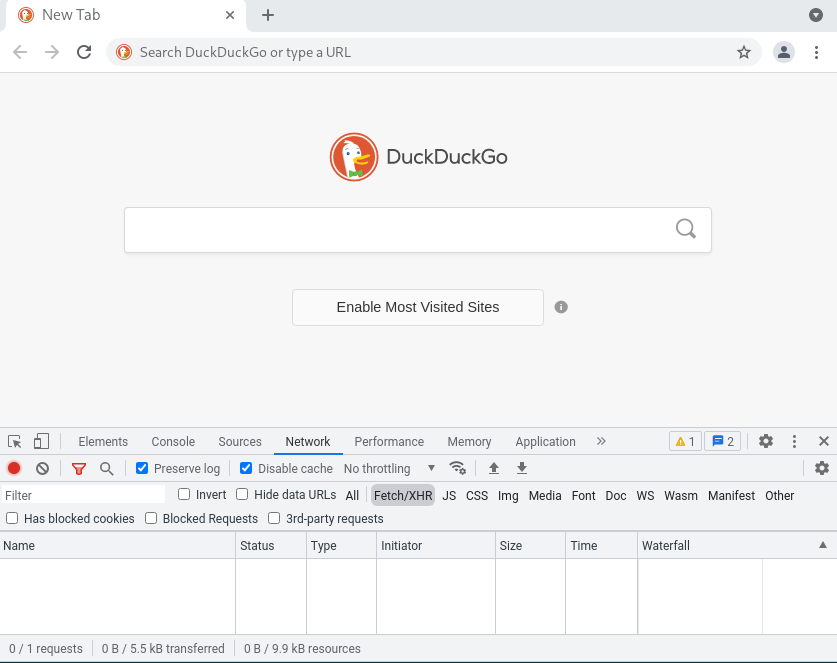 New Tab
Search DuckDuckGo or type a URL
DuckDuckGo
Enable Most Visited Sites
Elements Console Sources Network Performance Memory Application 1 2
Preserve log Disable cache No throttling
Filter Invert Hide data URLs All Fetch/XHR JS CSS Img Media Font Doc WS Wasm Manifest Other
Has blocked cookies Blocked Requests 3rd-party requests
Name Status Type Initiator Size Time Waterfall
0 / 1 requests 0 B / 5.5 kB transferred 0 B / 9.9 kB resources